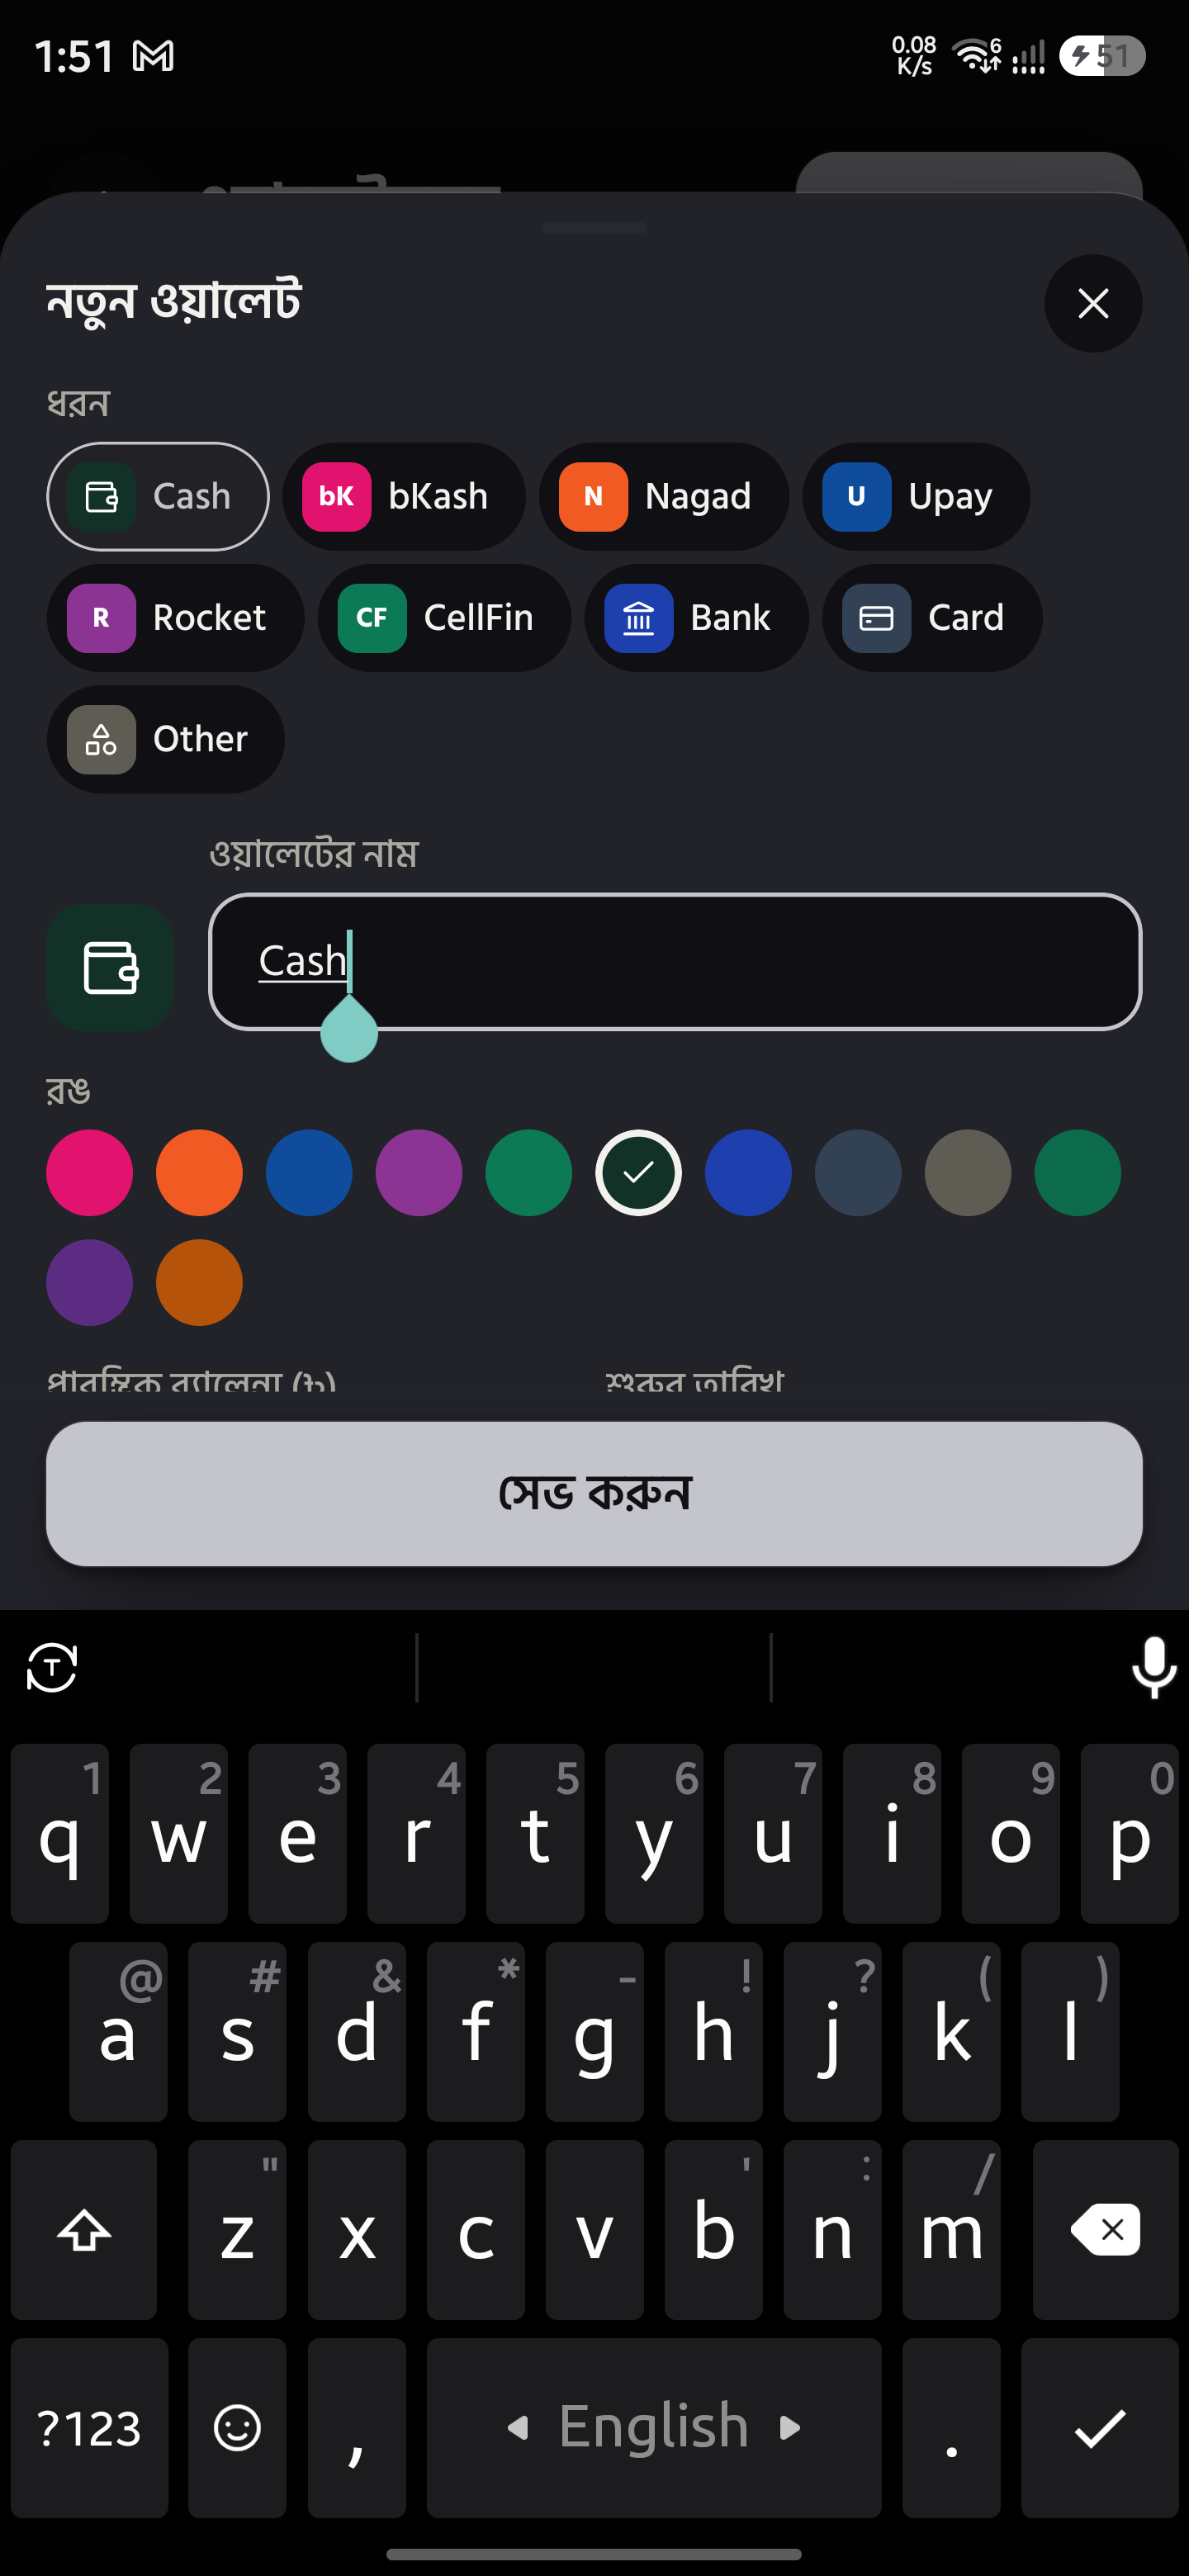 1:51
0.08 K/s
6
51
নতুন ওয়ালেট
ধরন
Cash
bK bKash
N Nagad
U Upay
R Rocket
CF CellFin
Bank
Card
Other
ওয়ালেটের নাম
Cash
রঙ
শুরুর তারিখ
সেভ করুন
T
1 2 3 4 5 6 7 8 9 0
q w e r t y u i o p
@ # & * - ! ? ( )
a s d f g h j k l
" ' : /
z x c v b n m
?123 , English .